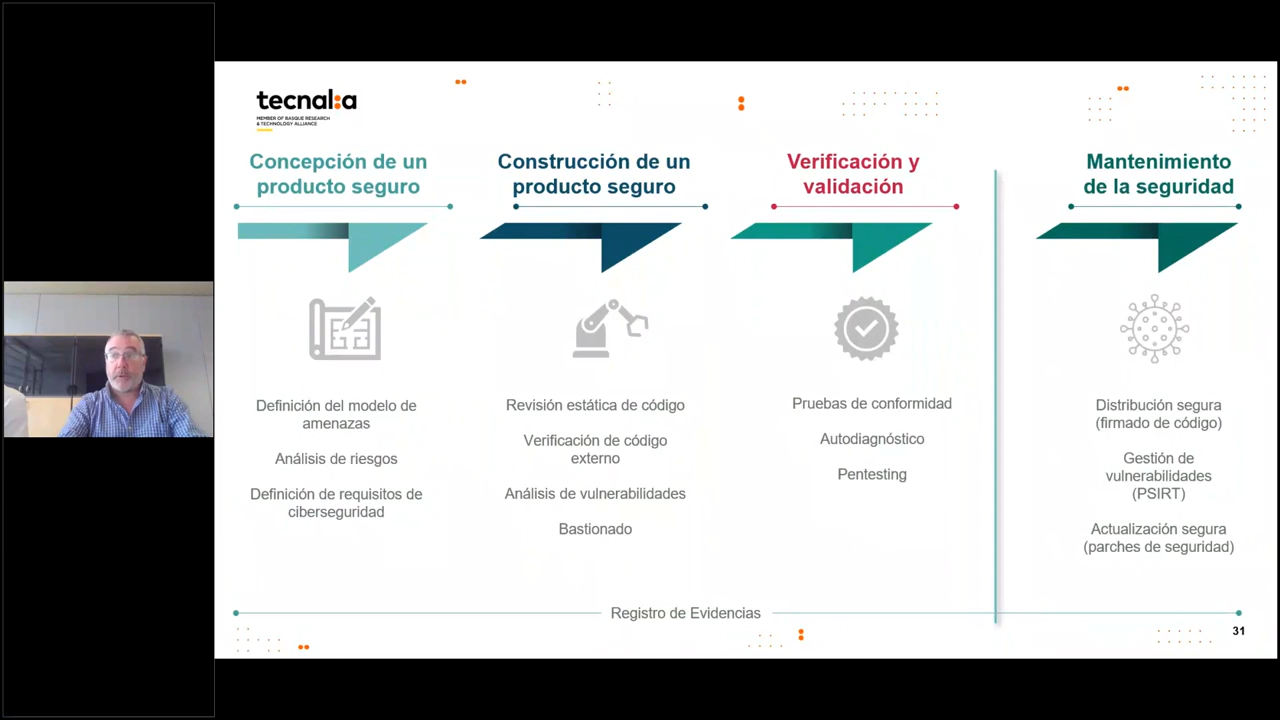 tecnal:a
MEMBER OF BASQUE RESEARCH
& TECHNOLOGY ALLIANCE
Concepción de un
producto seguro
Definición del modelo de
amenazas
Análisis de riesgos
Definición de requisitos de
ciberseguridad
Construcción de un
producto seguro
Revisión estática de código
Verificación de código
externo
Análisis de vulnerabilidades
Bastionado
Verificación y
validación
Pruebas de conformidad
Autodiagnóstico
Pentesting
Mantenimiento
de la seguridad
Distribución segura
(firmado de código)
Gestión de
vulnerabilidades
(PSIRT)
Actualización segura
(parches de seguridad)
Registro de Evidencias
31